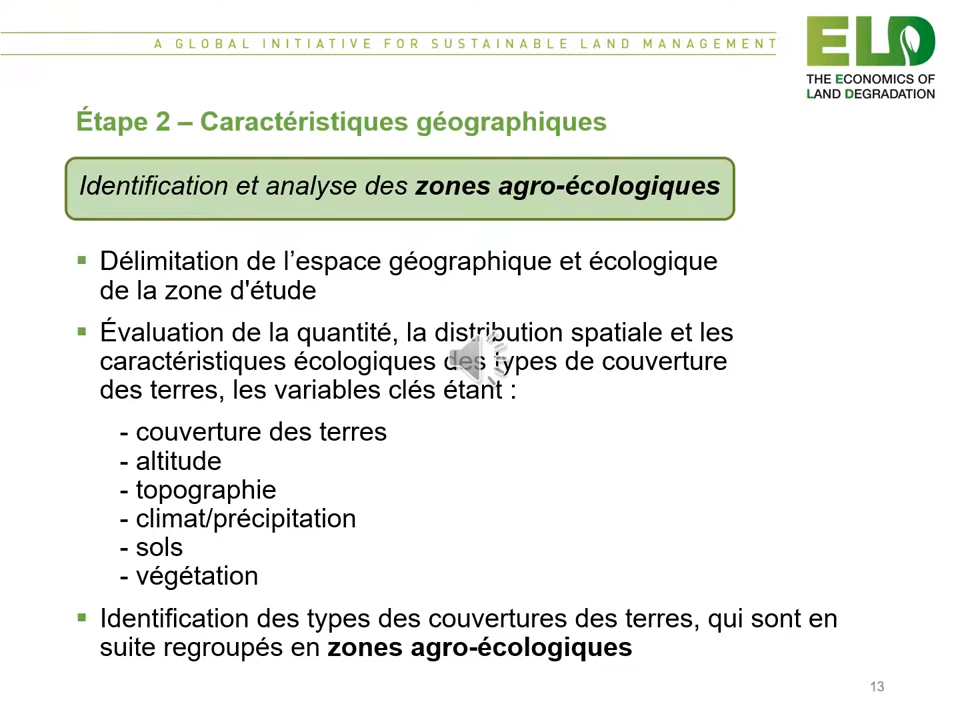 A GLOBAL INITIATIVE FOR SUSTAINABLE LAND MANAGEMENT
ELD
THE ECONOMICS OF
LAND DEGRADATION
Étape 2 – Caractéristiques géographiques
Identification et analyse des zones agro-écologiques
▪ Délimitation de l’espace géographique et écologique
de la zone d'étude
▪ Évaluation de la quantité, la distribution spatiale et les
caractéristiques écologiques des types de couverture
des terres, les variables clés étant :
- couverture des terres
- altitude
- topographie
- climat/précipitation
- sols
- végétation
▪ Identification des types des couvertures des terres, qui sont en
suite regroupés en zones agro-écologiques
13